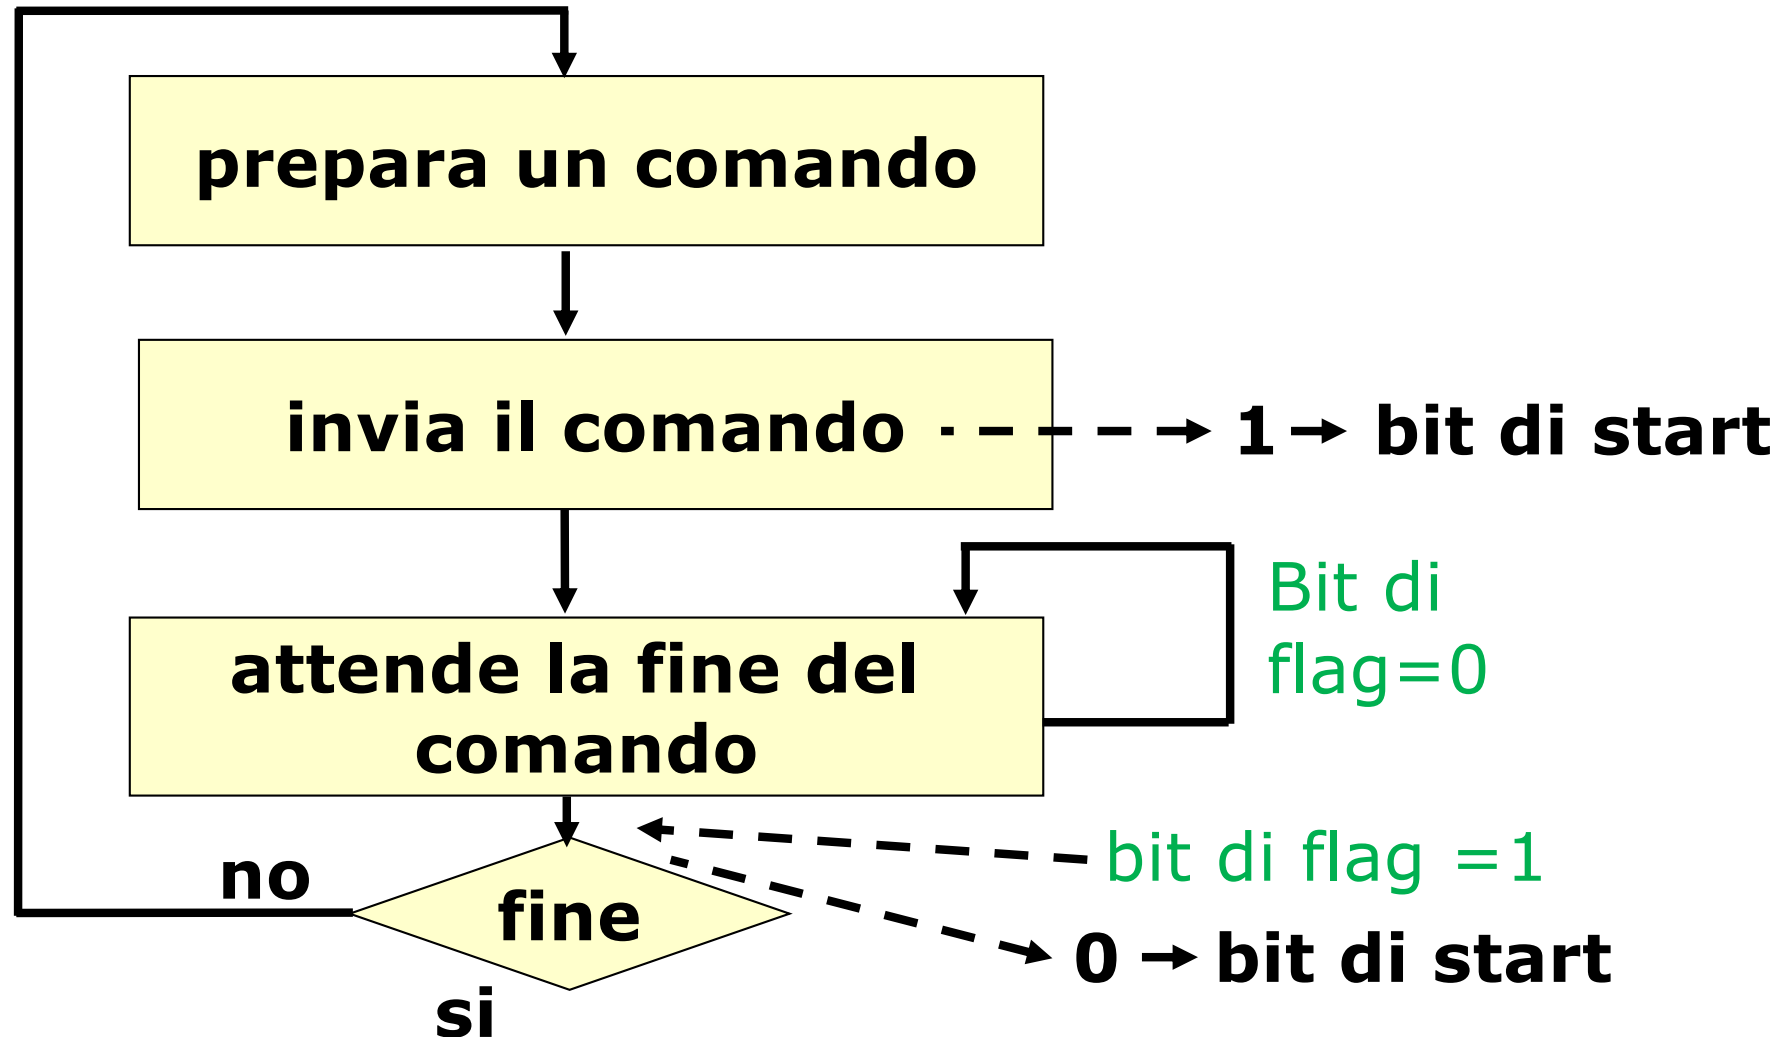 prepara un comando
invia il comando
1 → bit di start
Bit di
flag=0
attende la fine del
comando
bit di flag =1
no
fine
0 → bit di start
si